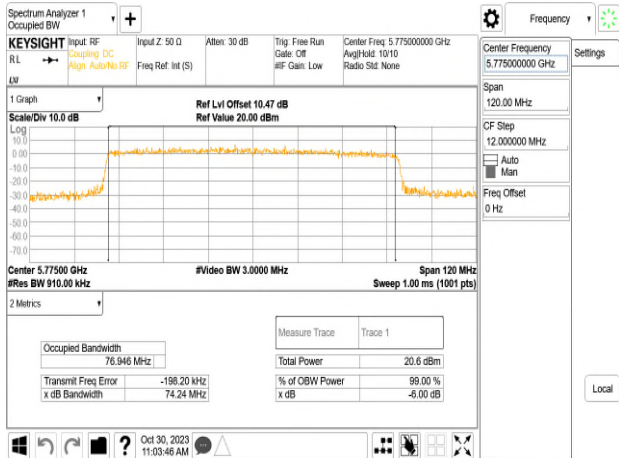 Spectrum Analyzer 1
Occupied BW
+
Frequency
KEYSIGHT
Input: RF
Coupling: DC
Align: Auto/No RF
Input Z: 50 Ω
Freq Ref: Int (S)
Atten: 30 dB
Trig: Free Run
Gate: Off
#IF Gain: Low
Center Freq: 5.775000000 GHz
Avg|Hold: 10/10
Radio Std: None
RL
LXI
Center Frequency
5.775000000 GHz
Settings
Span
120.00 MHz
CF Step
12.000000 MHz
Auto
Man
Freq Offset
0 Hz
Local
1 Graph
Scale/Div 10.0 dB
Ref Lvl Offset 10.47 dB
Ref Value 20.00 dBm
Log
10.0
0.0
-10.0
-20.0
-30.0
-40.0
-50.0
-60.0
-70.0
Center 5.77500 GHz
#Video BW 3.0000 MHz
Span 120 MHz
#Res BW 910.00 kHz
Sweep 1.00 ms (1001 pts)
2 Metrics
Measure Trace
Trace 1
Occupied Bandwidth
76.946 MHz
Total Power
20.6 dBm
Transmit Freq Error
-198.20 kHz
% of OBW Power
99.00 %
x dB Bandwidth
74.24 MHz
x dB
-6.00 dB
?
Oct 30, 2023
11:03:46 AM